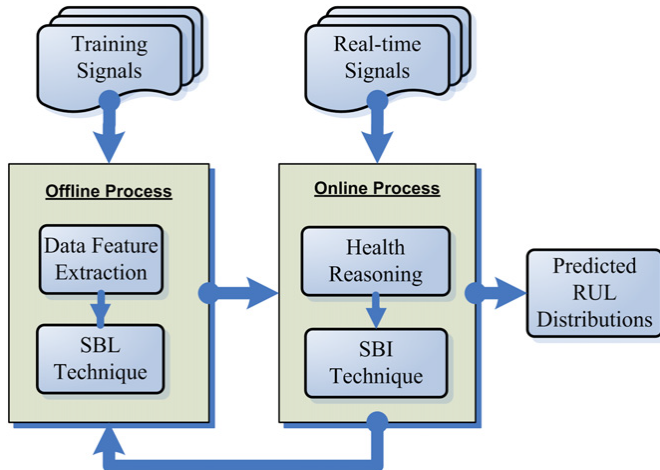 Training
Signals
Real-time
Signals
Offline Process
Data Feature
Extraction
SBL
Technique
Online Process
Health
Reasoning
SBI
Technique
Predicted
RUL
Distributions